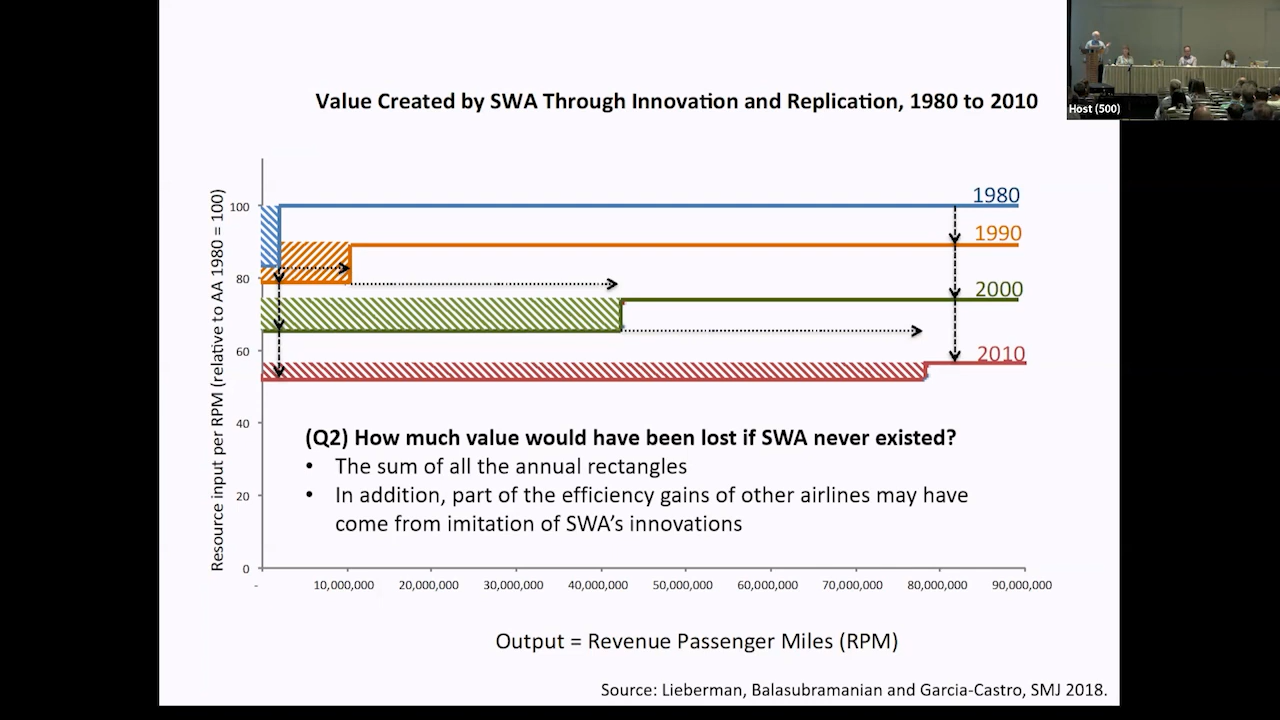 Host (500)
Value Created by SWA Through Innovation and Replication, 1980 to 2010
Resource input per RPM (relative to AA 1980 = 100)
100
80
60
40
20
0
1980
1990
2000
2010
(Q2) How much value would have been lost if SWA never existed?
• The sum of all the annual rectangles
• In addition, part of the efficiency gains of other airlines may have
come from imitation of SWA's innovations
- 10,000,000 20,000,000 30,000,000 40,000,000 50,000,000 60,000,000 70,000,000 80,000,000 90,000,000
Output = Revenue Passenger Miles (RPM)
Source: Lieberman, Balasubramanian and Garcia-Castro, SMJ 2018.